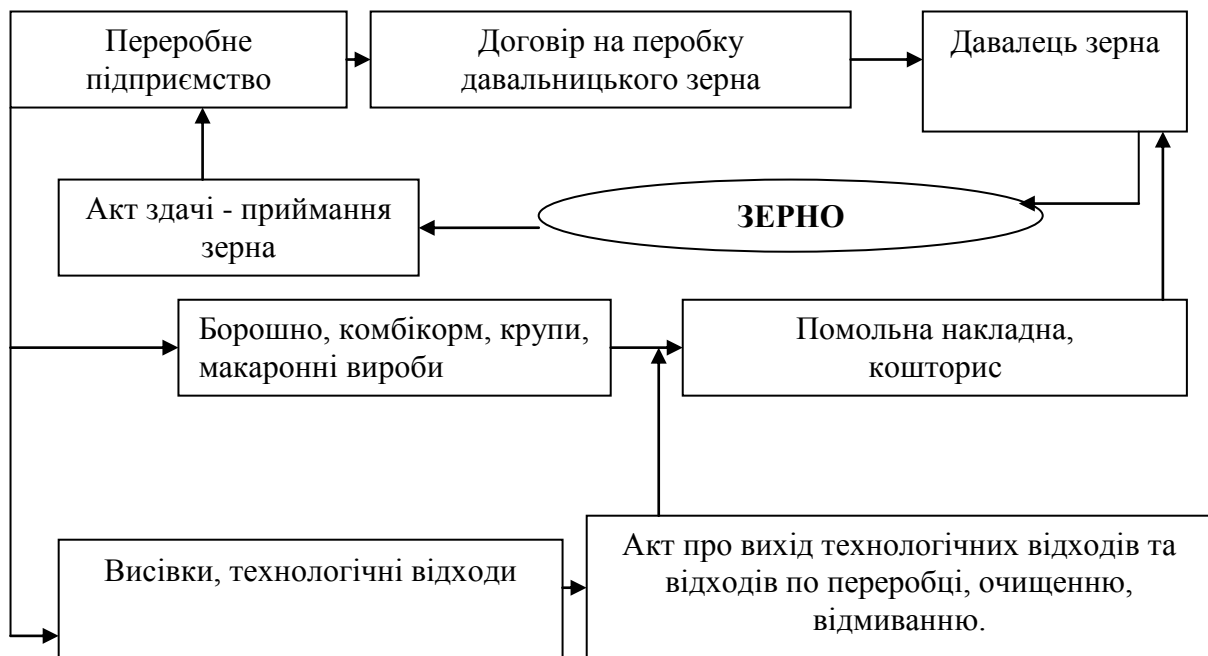 Переробне
підприємство
Договір на перобку
давальницького зерна
Давалець зерна
Акт здачі - приймання
зерна
ЗЕРНО
Борошно, комбікорм, крупи,
макаронні вироби
Помольна накладна,
кошторис
Висівки, технологічні відходи
Акт про вихід технологічних відходів та
відходів по переробці, очищенню,
відмиванню.